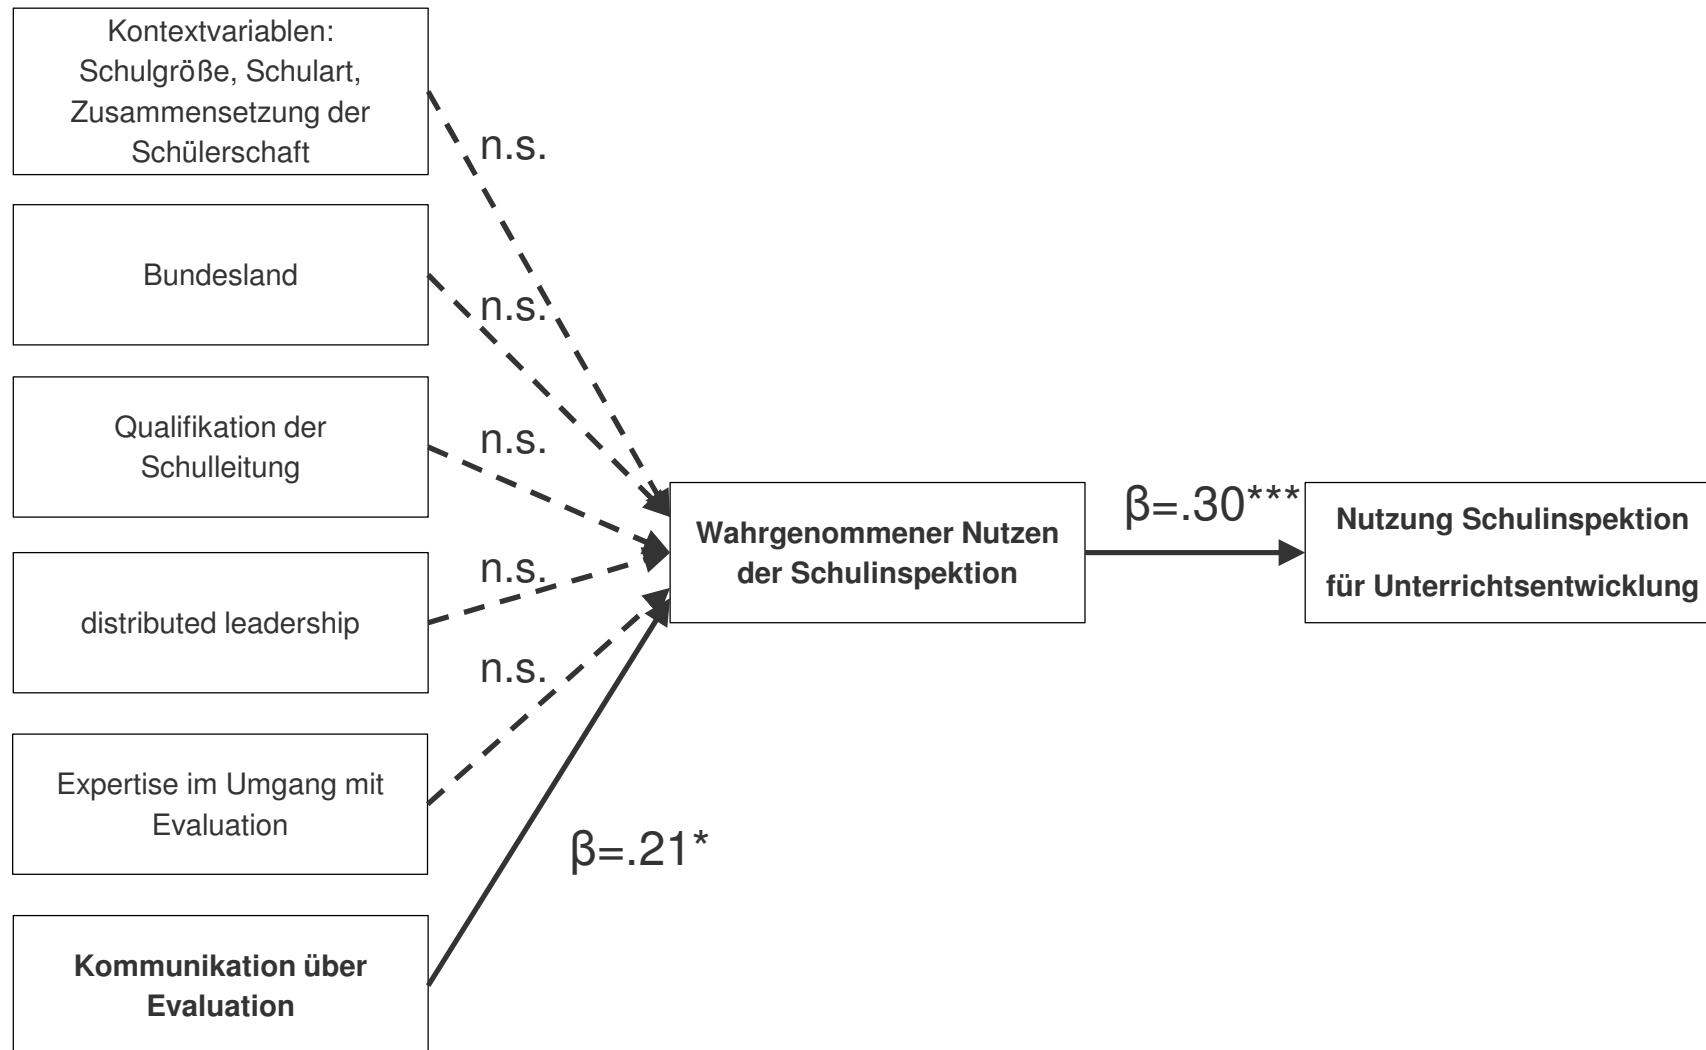 Kontextvariablen:
Schulgröße, Schulart,
Zusammensetzung der
Schülerschaft
n.s.
Bundesland
n.s.
Qualifikation der
Schulleitung
n.s.
distributed leadership
n.s.
Expertise im Umgang mit
Evaluation
n.s.
Kommunikation über
Evaluation
β=.21*
Wahrgenommener Nutzen
der Schulinspektion
β=.30***
Nutzung Schulinspektion
für Unterrichtsentwicklung